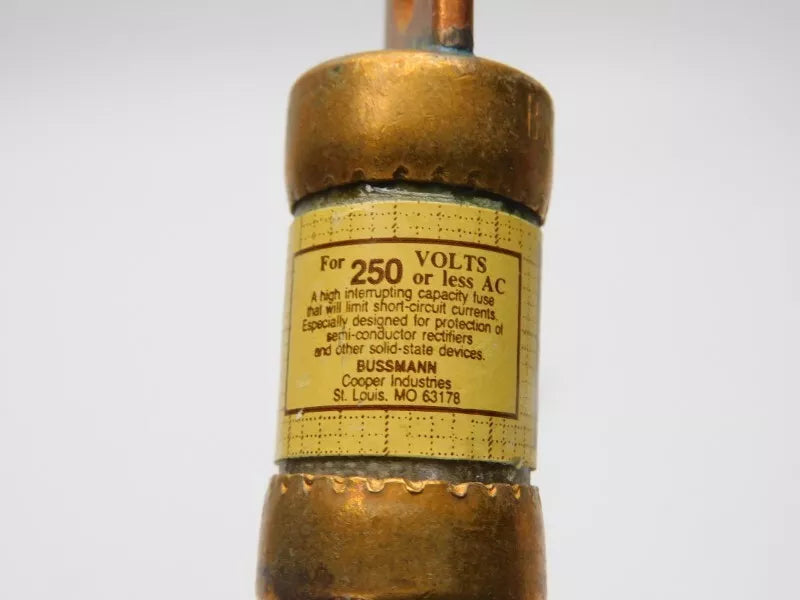 For 250 VOLTS
or less AC
A high interrupting capacity fuse
that will limit short-circuit currents.
Especially designed for protection of
semi-conductor rectifiers
and other solid-state devices.
BUSSMANN
Cooper Industries
St. Louis, MO 63178